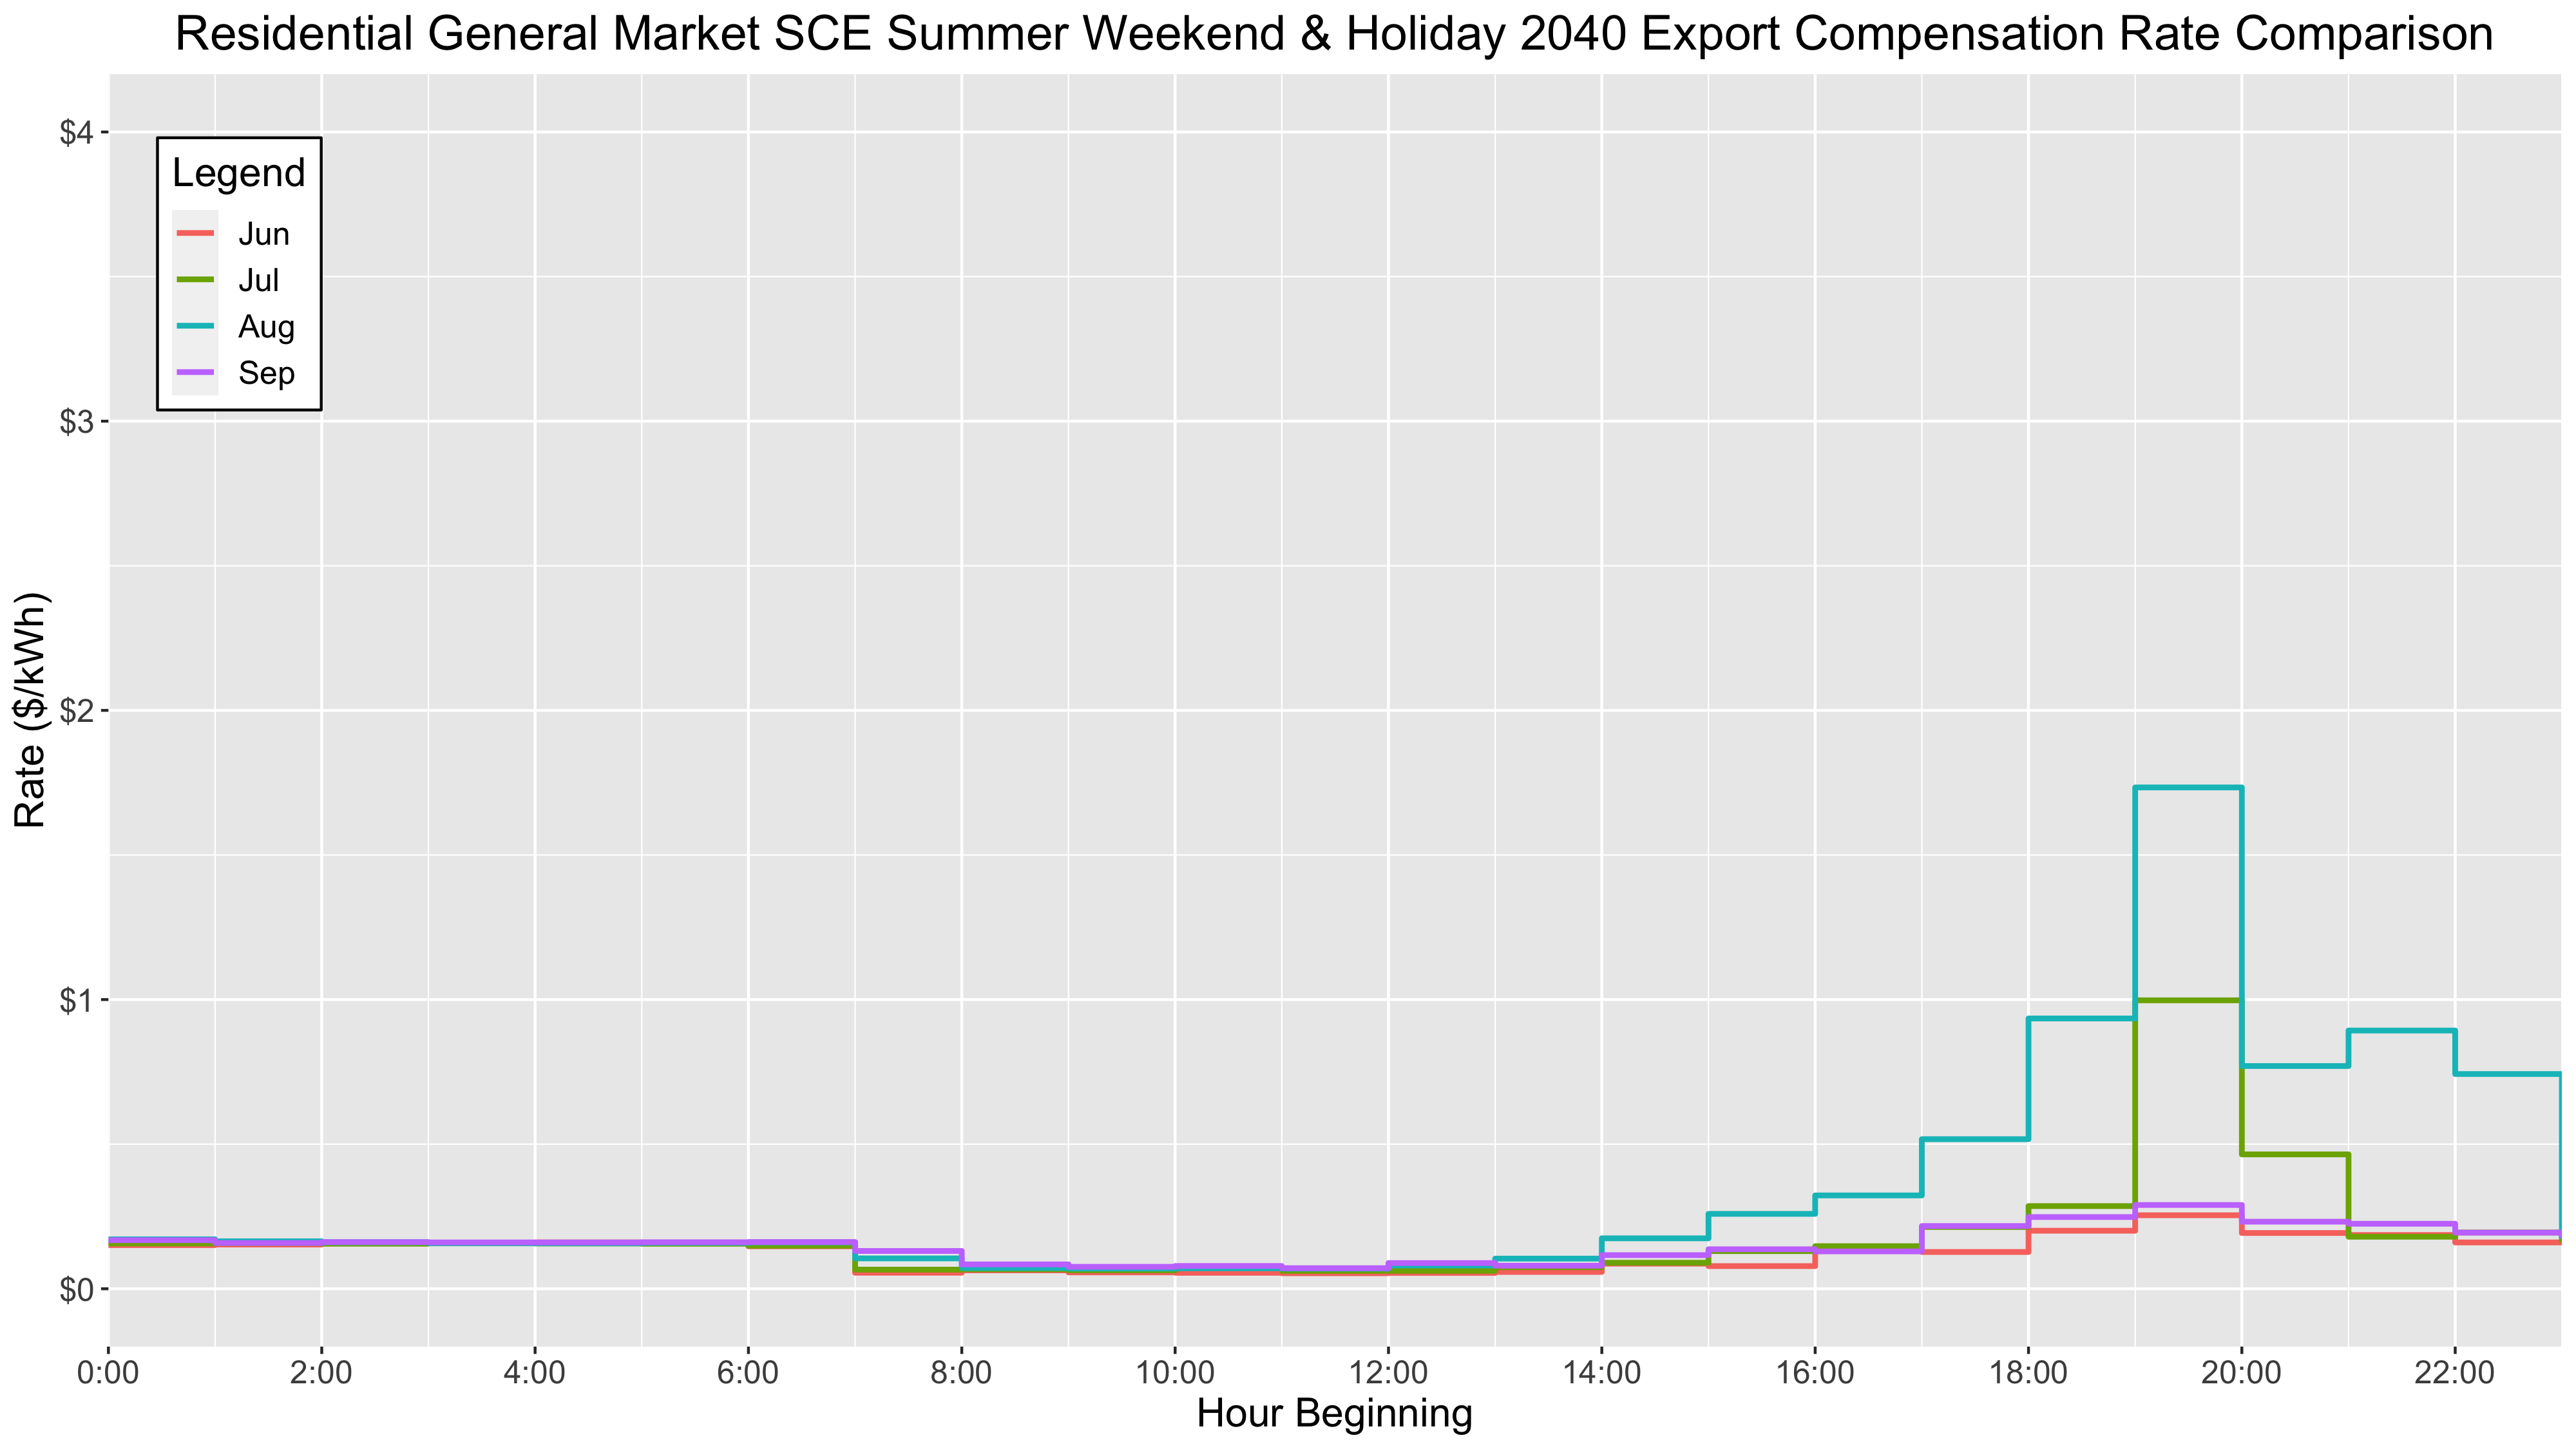 Residential General Market SCE Summer Weekend & Holiday 2040 Export Compensation Rate Comparison
Legend
Jun
Jul
Aug
Sep
Rate ($/kWh)
$4
$3
$2
$1
$0
0:00 2:00 4:00 6:00 8:00 10:00 12:00 14:00 16:00 18:00 20:00 22:00
Hour Beginning